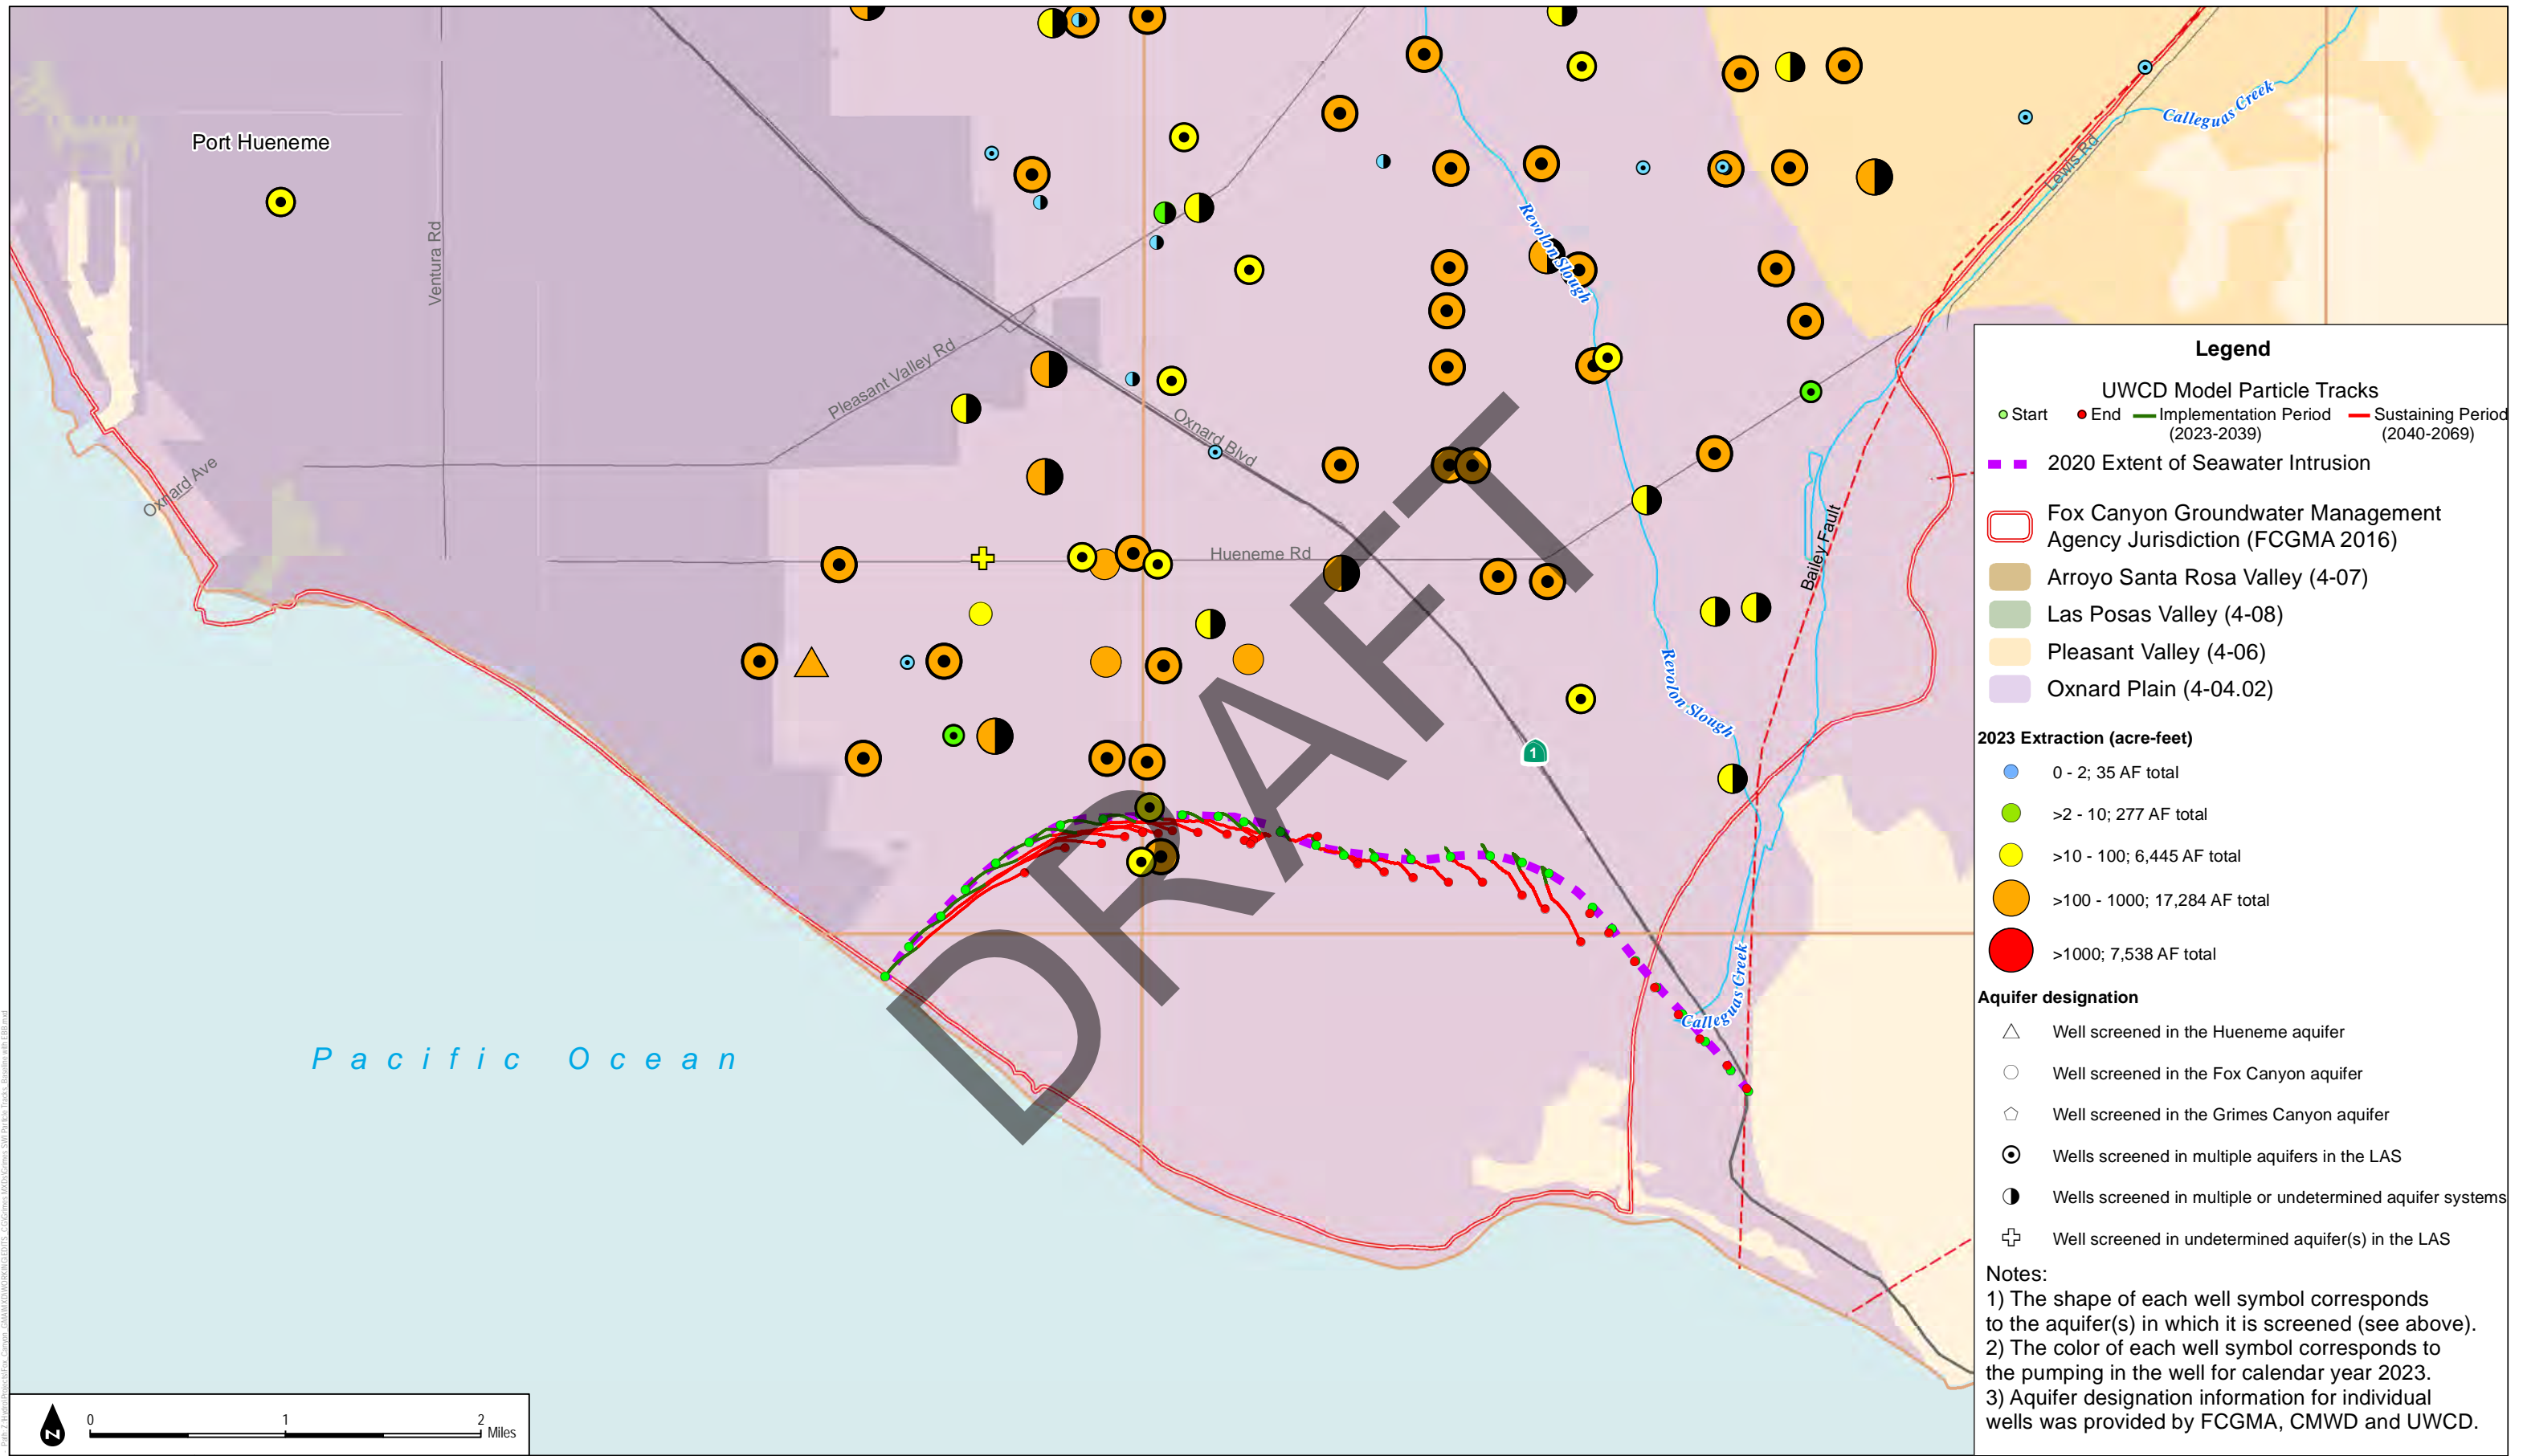 Port Hueneme
Ventura Rd
Oxnard Ave
Pleasant Valley Rd
Oxnard Blvd
Hueneme Rd
Revolon Slough
Revolon Slough
Calleguas Creek
Lewis Rd
Bailey Fault
1
Calleguas Creek
Pacific Ocean
DRAFT
N
0 1 2
Miles
Legend
UWCD Model Particle Tracks
Start End Implementation Period Sustaining Period
(2023-2039) (2040-2069)
2020 Extent of Seawater Intrusion
Fox Canyon Groundwater Management
Agency Jurisdiction (FCGMA 2016)
Arroyo Santa Rosa Valley (4-07)
Las Posas Valley (4-08)
Pleasant Valley (4-06)
Oxnard Plain (4-04.02)
2023 Extraction (acre-feet)
0 - 2; 35 AF total
>2 - 10; 277 AF total
>10 - 100; 6,445 AF total
>100 - 1000; 17,284 AF total
>1000; 7,538 AF total
Aquifer designation
Well screened in the Hueneme aquifer
Well screened in the Fox Canyon aquifer
Well screened in the Grimes Canyon aquifer
Wells screened in multiple aquifers in the LAS
Wells screened in multiple or undetermined aquifer systems
Well screened in undetermined aquifer(s) in the LAS
Notes:
1) The shape of each well symbol corresponds
to the aquifer(s) in which it is screened (see above).
2) The color of each well symbol corresponds to
the pumping in the well for calendar year 2023.
3) Aquifer designation information for individual
wells was provided by FCGMA, CMWD and UWCD.